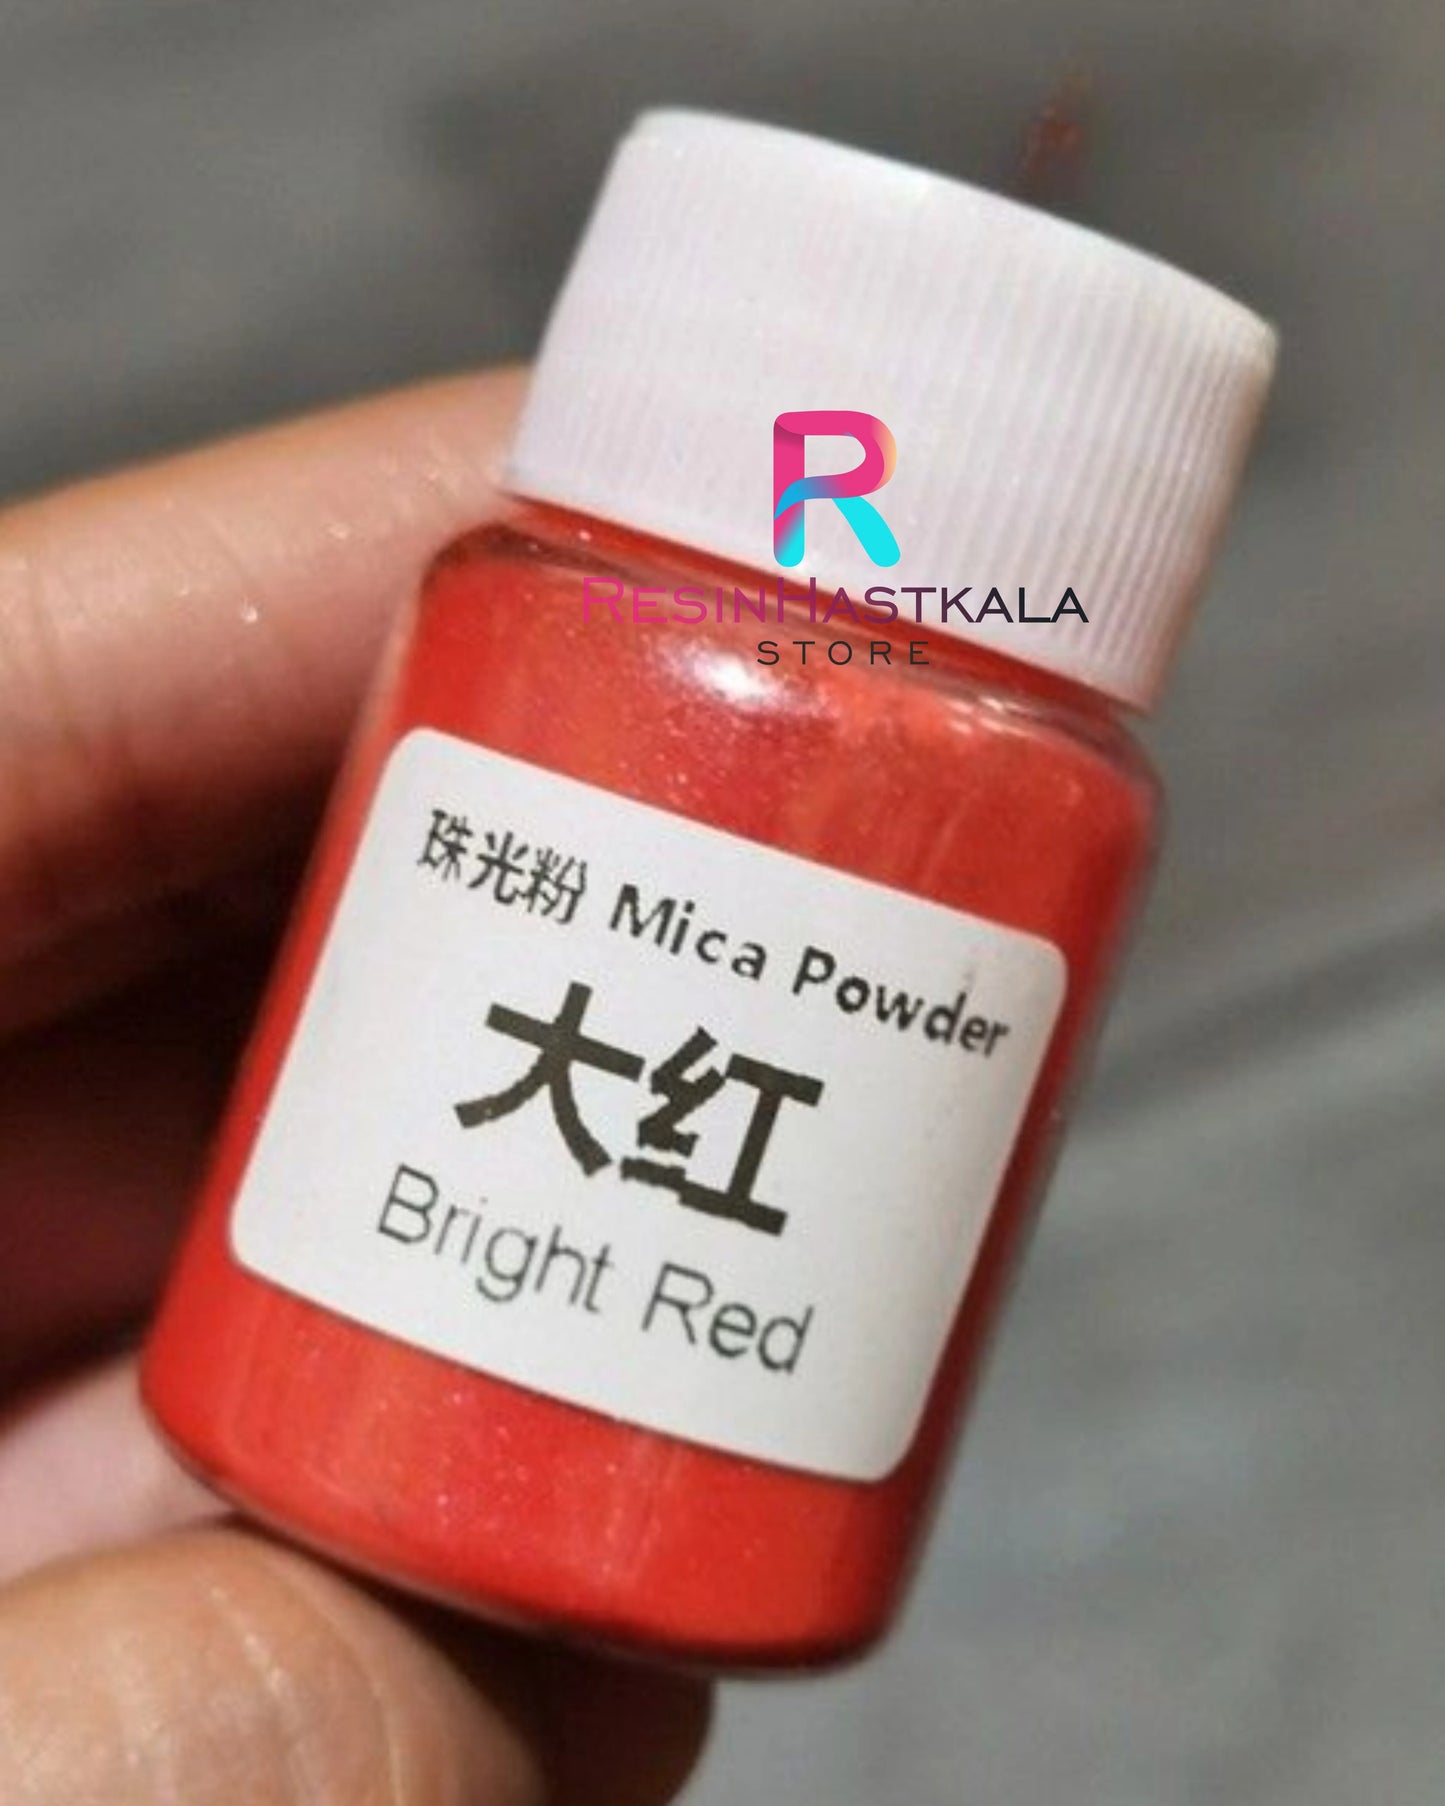 R
RESINHASTKALA
STORE
珠光粉 Mica Powder
大红
Bright Red